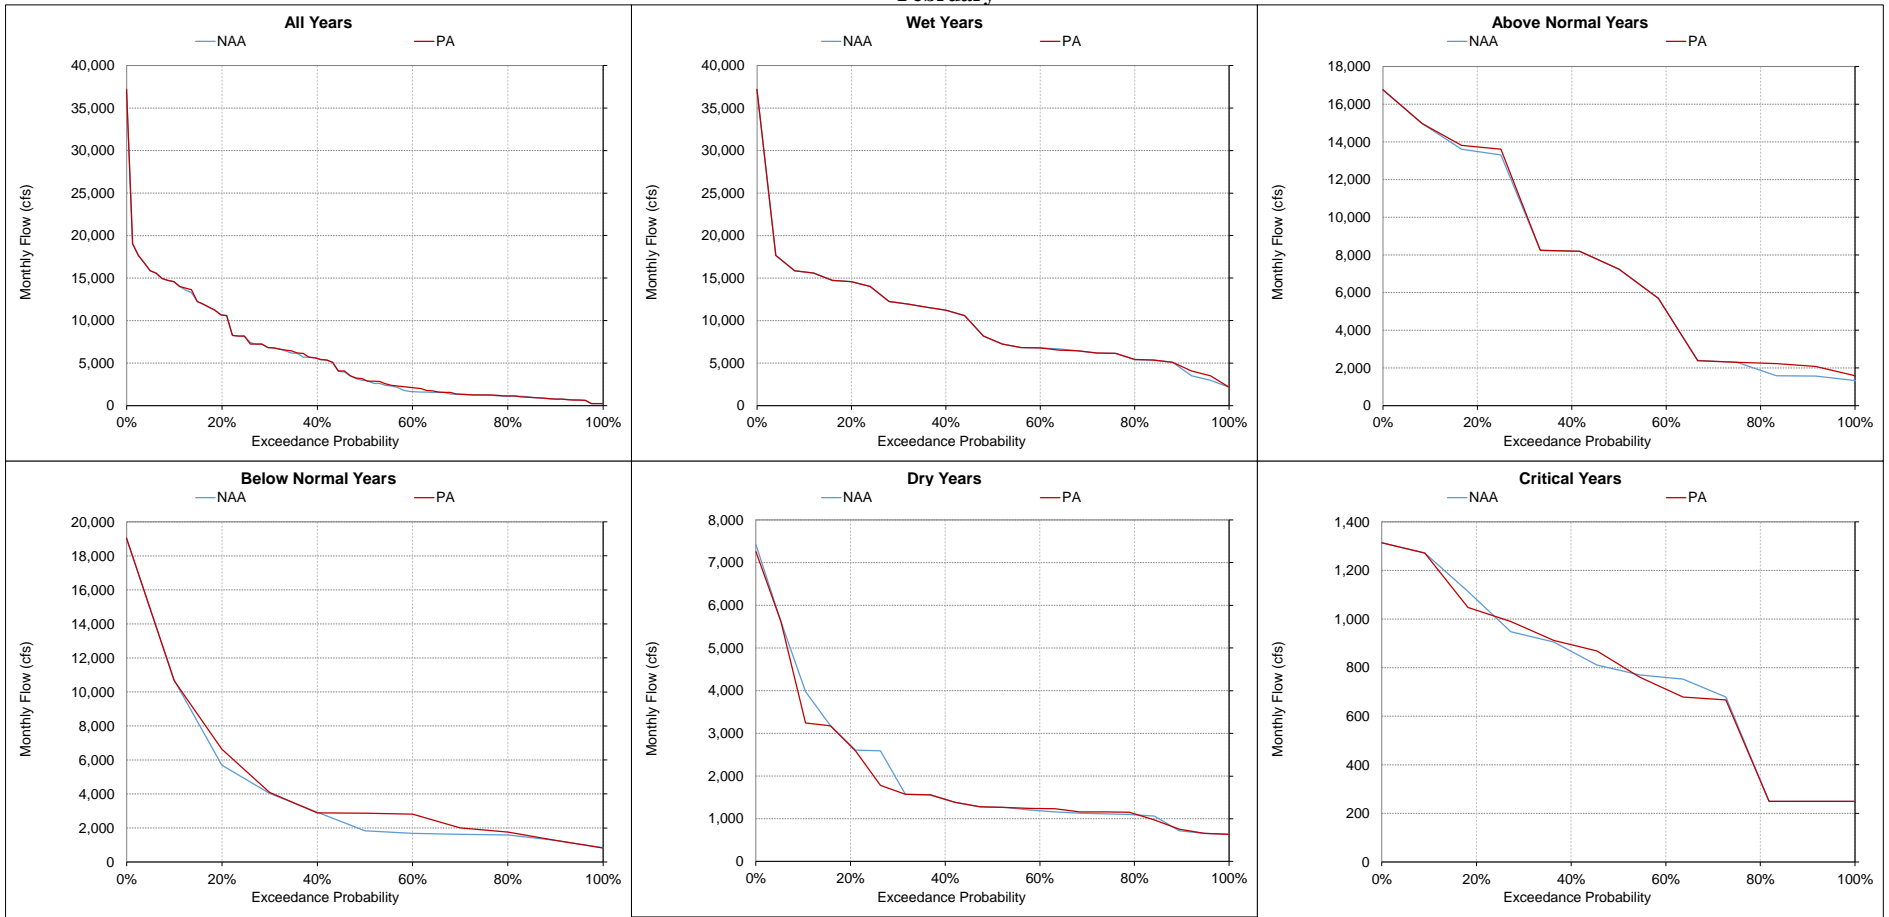 February
All Years
NAA PA
40,000
35,000
30,000
25,000
20,000
15,000
10,000
5,000
0
0% 20% 40% 60% 80% 100%
Monthly Flow (cfs)
Exceedance Probability
Wet Years
NAA PA
40,000
35,000
30,000
25,000
20,000
15,000
10,000
5,000
0
0% 20% 40% 60% 80% 100%
Monthly Flow (cfs)
Exceedance Probability
Above Normal Years
NAA PA
18,000
16,000
14,000
12,000
10,000
8,000
6,000
4,000
2,000
0
0% 20% 40% 60% 80% 100%
Monthly Flow (cfs)
Exceedance Probability
Below Normal Years
NAA PA
20,000
18,000
16,000
14,000
12,000
10,000
8,000
6,000
4,000
2,000
0
0% 20% 40% 60% 80% 100%
Monthly Flow (cfs)
Exceedance Probability
Dry Years
NAA PA
8,000
7,000
6,000
5,000
4,000
3,000
2,000
1,000
0
0% 20% 40% 60% 80% 100%
Monthly Flow (cfs)
Exceedance Probability
Critical Years
NAA PA
1,400
1,200
1,000
800
600
400
200
0
0% 20% 40% 60% 80% 100%
Monthly Flow (cfs)
Exceedance Probability